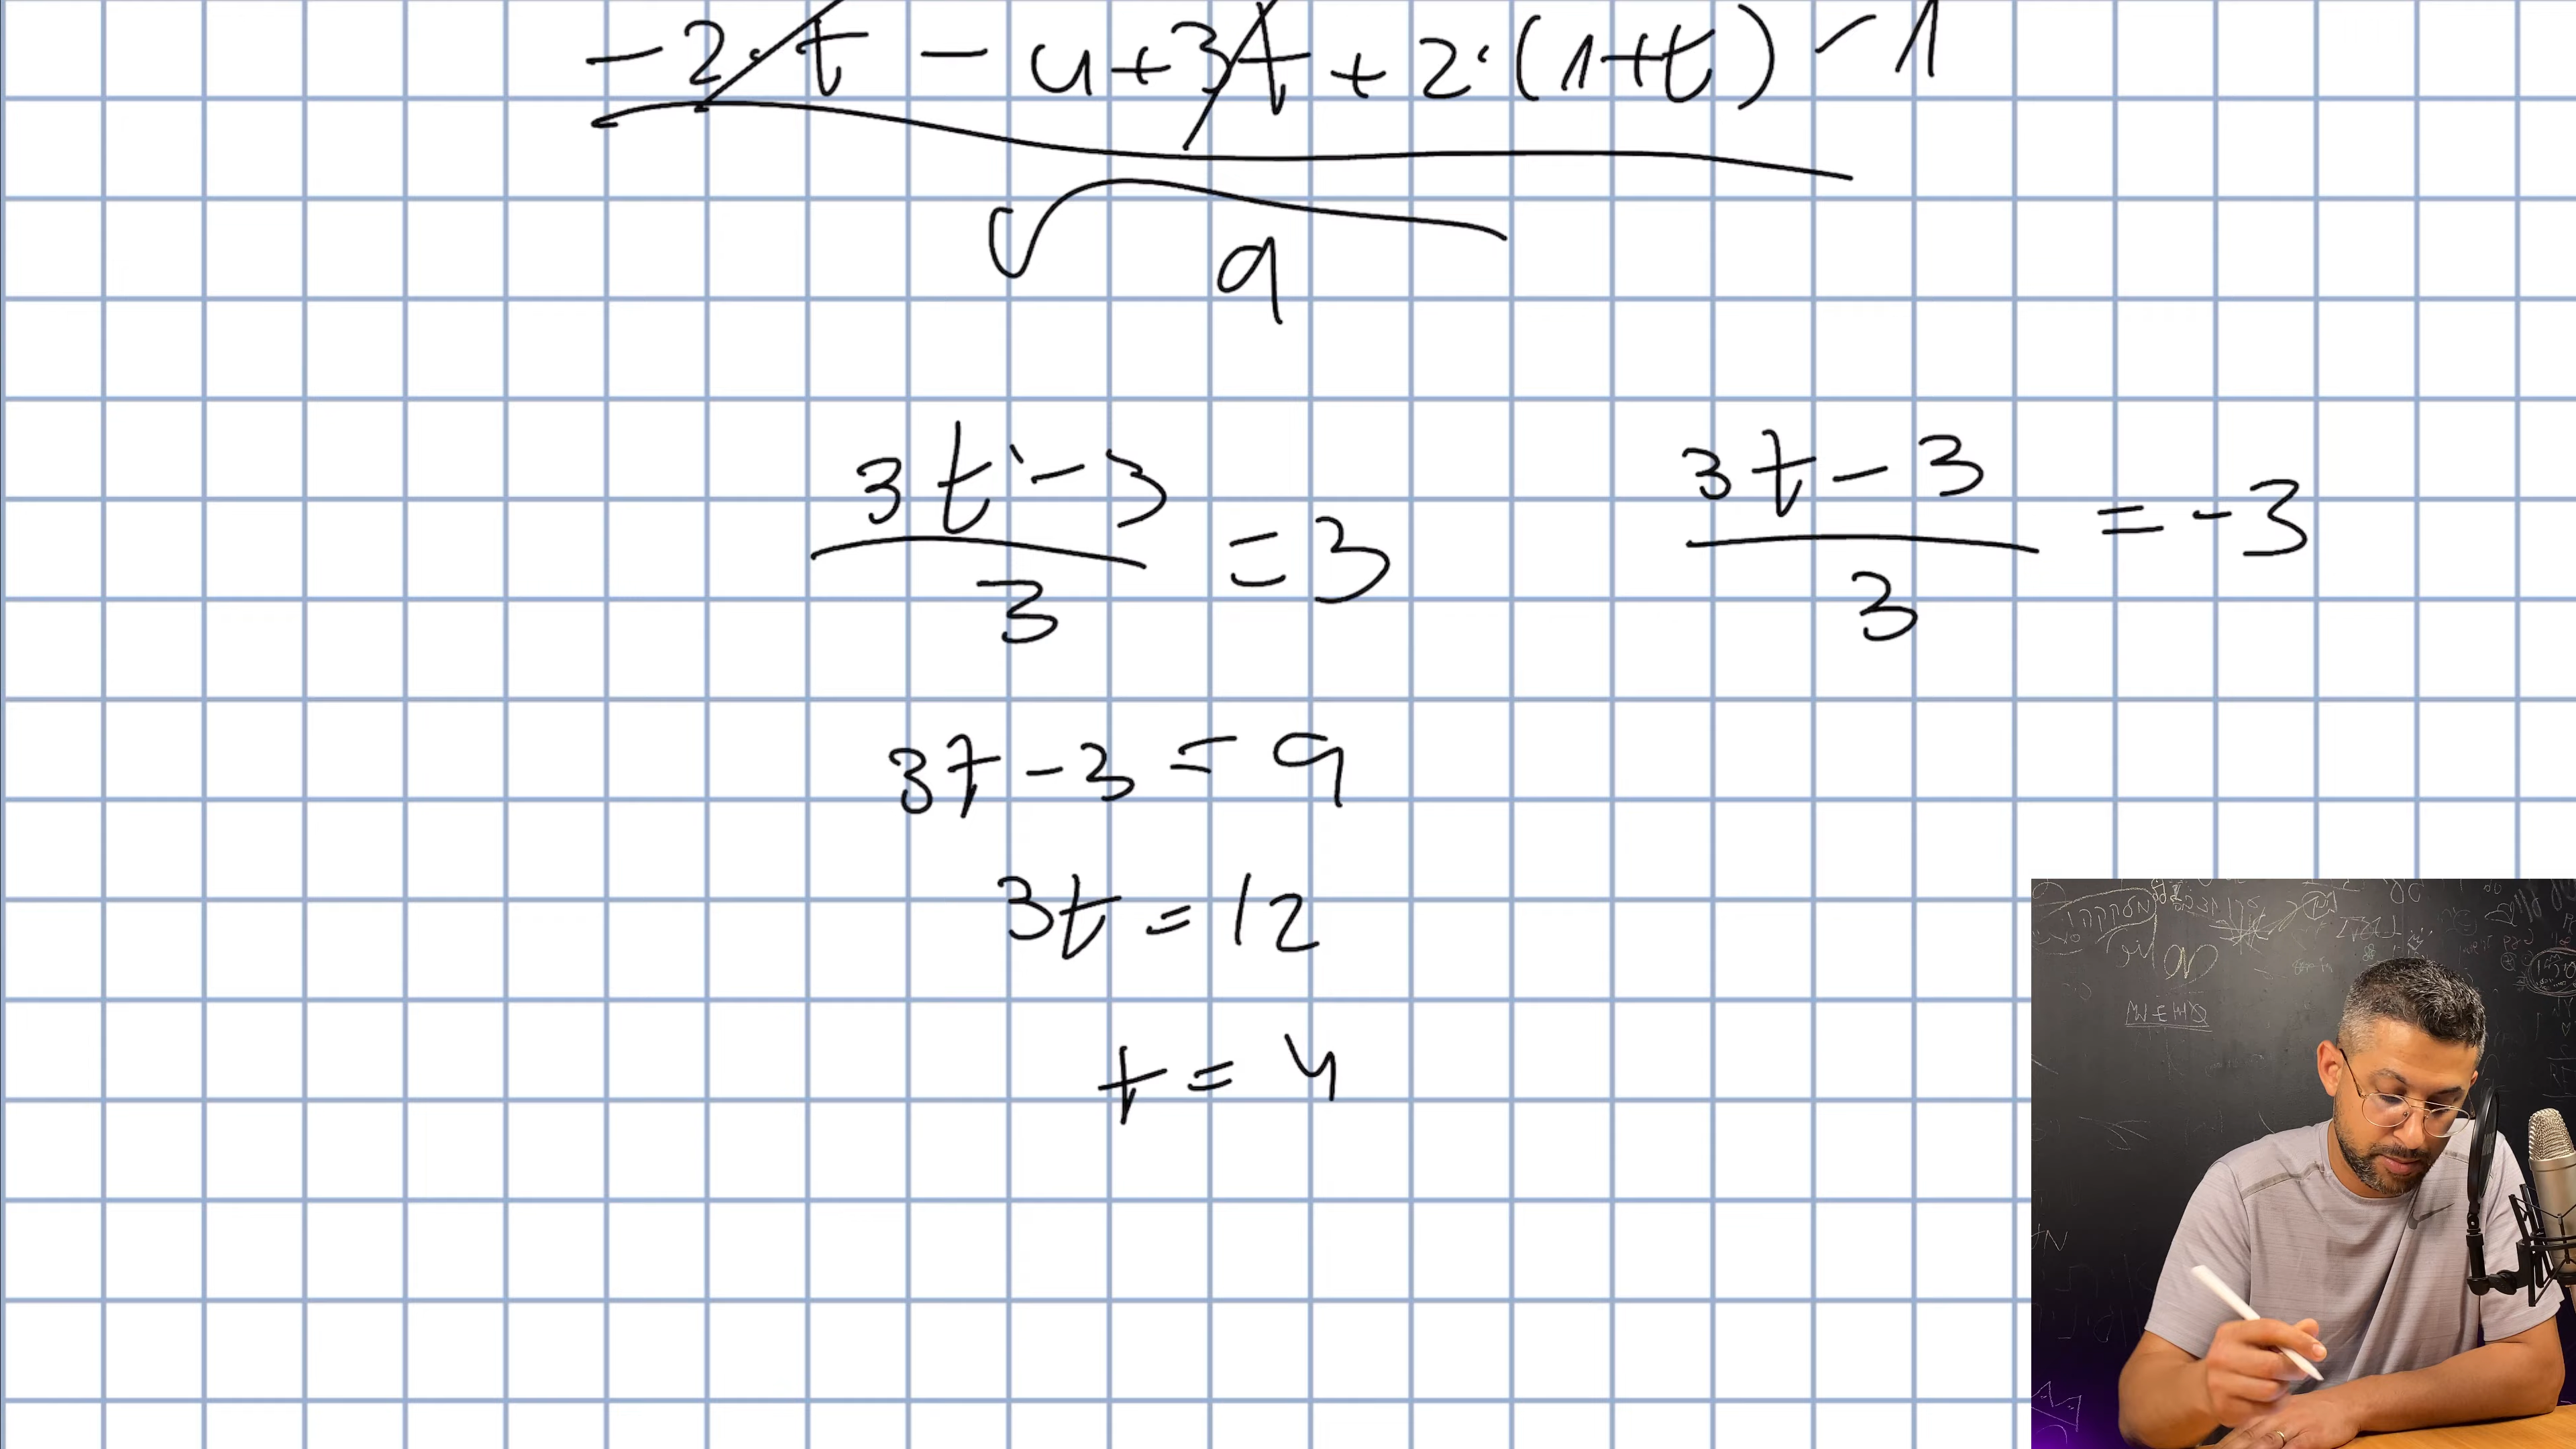 -2·t - 4+3t + 2·(1+t) - 1
√9
3t - 3 = 3
3
3t - 3 = -3
3
3t - 3 = 9
3t = 12
t = 4